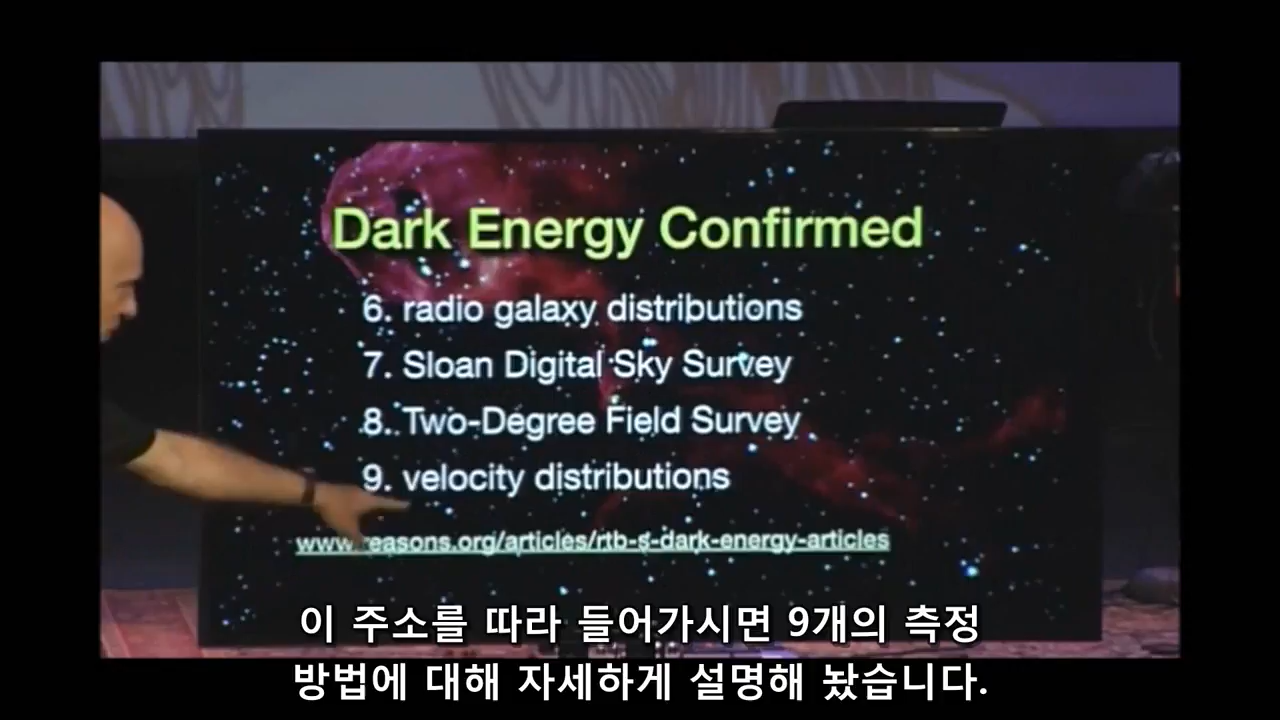 Dark Energy Confirmed
6. radio galaxy distributions
7. Sloan Digital Sky Survey
8. Two-Degree Field Survey
9. velocity distributions
www.reasons.org/articles/rtb-s-dark-energy-articles
이 주소를 따라 들어가시면 9개의 측정
방법에 대해 자세하게 설명해 놨습니다.